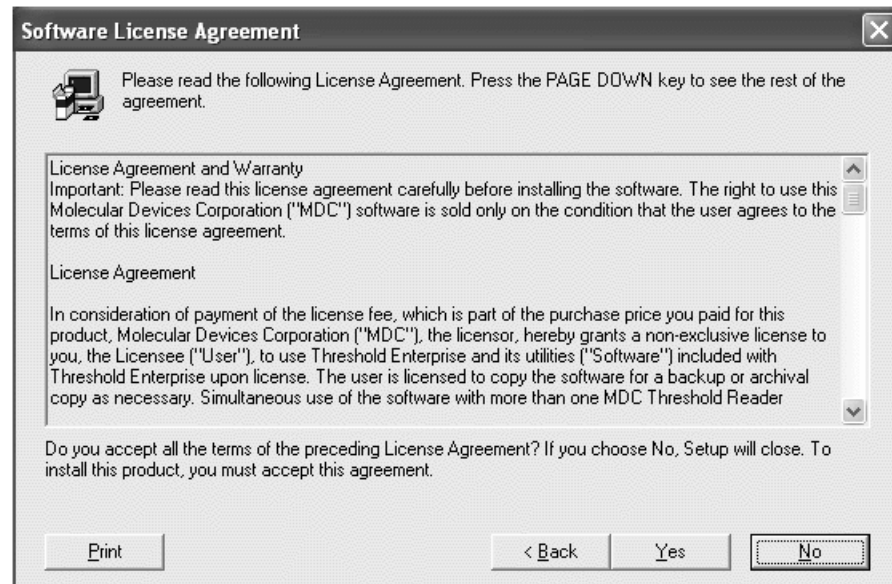 Software License Agreement
Please read the following License Agreement. Press the PAGE DOWN key to see the rest of the
agreement.
License Agreement and Warranty
Important: Please read this license agreement carefully before installing the software. The right to use this
Molecular Devices Corporation ("MDC") software is sold only on the condition that the user agrees to the
terms of this license agreement.
License Agreement
In consideration of payment of the license fee, which is part of the purchase price you paid for this
product, Molecular Devices Corporation ("MDC"), the licensor, hereby grants a non-exclusive license to
you, the Licensee ("User"), to use Threshold Enterprise and its utilities ("Software") included with
Threshold Enterprise upon license. The user is licensed to copy the software for a backup or archival
copy as necessary. Simultaneous use of the software with more than one MDC Threshold Reader
Do you accept all the terms of the preceding License Agreement? If you choose No, Setup will close. To
install this product, you must accept this agreement.
Print
< Back
Yes
No